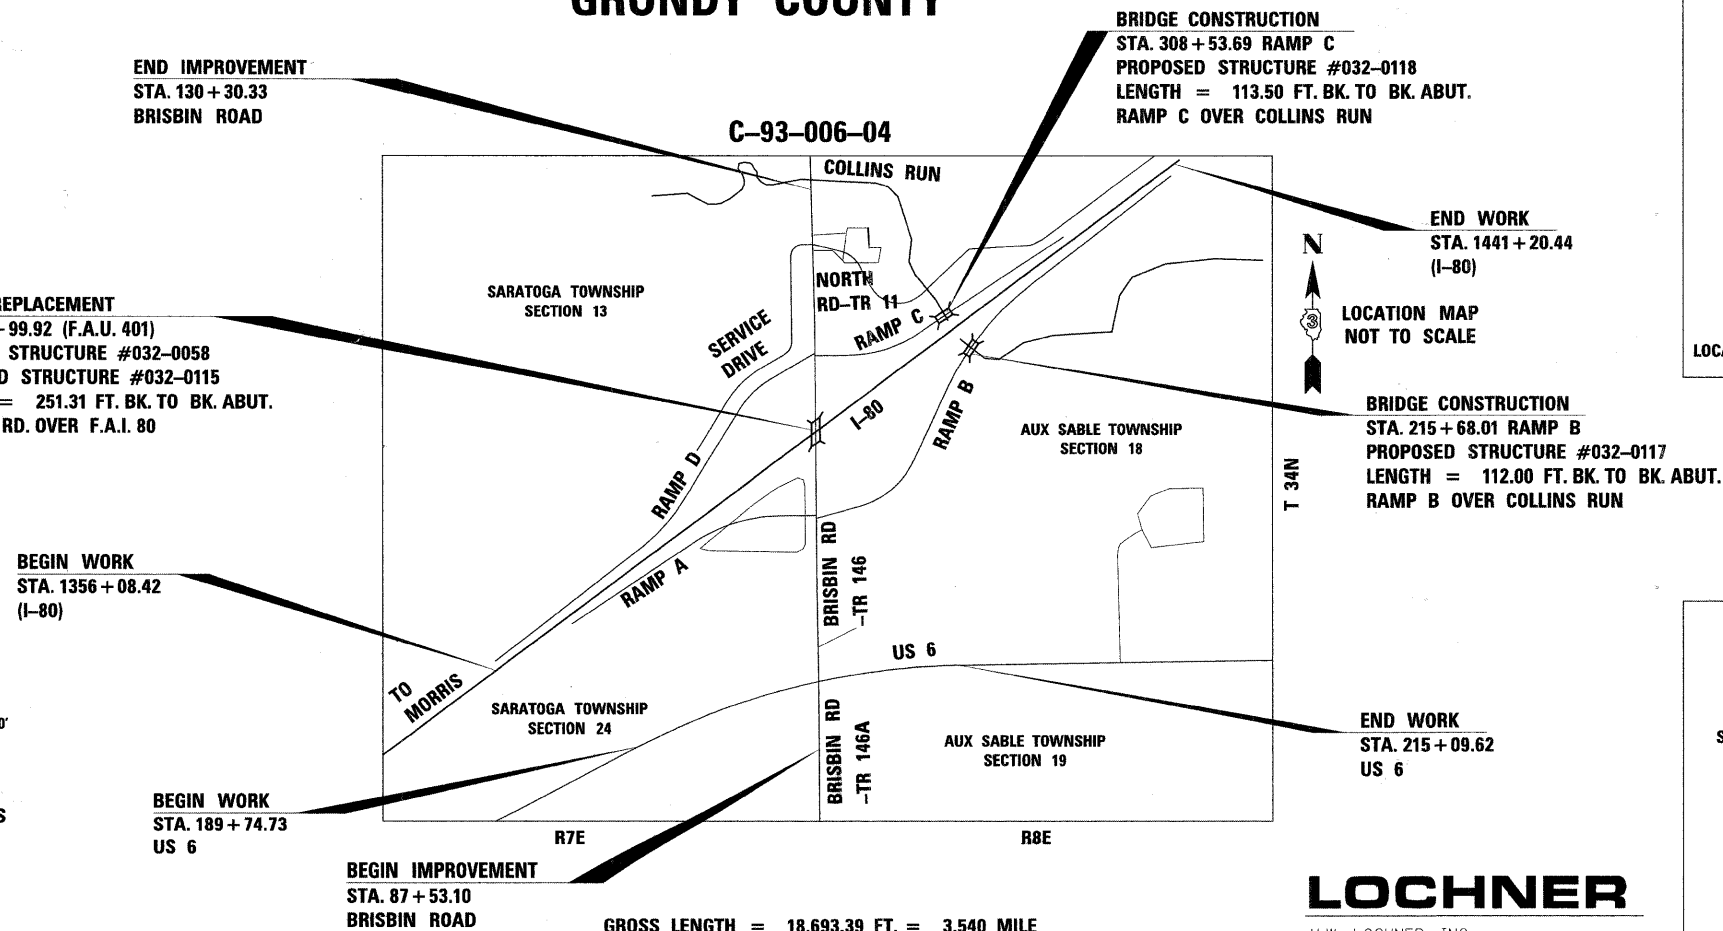 GRUNDY COUNTY
BRIDGE CONSTRUCTION
STA. 308+53.69 RAMP C
PROPOSED STRUCTURE #032-0118
LENGTH = 113.50 FT. BK. TO BK. ABUT.
RAMP C OVER COLLINS RUN
END IMPROVEMENT
STA. 130+30.33
BRISBIN ROAD
C-93-006-04
COLLINS RUN
END WORK
STA. 1441+20.44
(I-80)
N
3
LOCATION MAP
NOT TO SCALE
SARATOGA TOWNSHIP
SECTION 13
NORTH
RD-TR 11
SERVICE
DRIVE
RAMP C
REPLACEMENT
99.92 (F.A.U. 401)
STRUCTURE #032-0058
D STRUCTURE #032-0115
= 251.31 FT. BK. TO BK. ABUT.
RD. OVER F.A.I. 80
I-80
RAMP B
AUX SABLE TOWNSHIP
SECTION 18
T 34N
BRIDGE CONSTRUCTION
STA. 215+68.01 RAMP B
PROPOSED STRUCTURE #032-0117
LENGTH = 112.00 FT. BK. TO BK. ABUT.
RAMP B OVER COLLINS RUN
RAMP D
RAMP A
BRISBIN RD
-TR 146
BEGIN WORK
STA. 1356+08.42
(I-80)
US 6
TO
MORRIS
SARATOGA TOWNSHIP
SECTION 24
BRISBIN RD
-TR 146A
AUX SABLE TOWNSHIP
SECTION 19
END WORK
STA. 215+09.62
US 6
BEGIN WORK
STA. 189+74.73
US 6
R7E
R8E
BEGIN IMPROVEMENT
STA. 87+53.10
BRISBIN ROAD
GROSS LENGTH = 18,693.39 FT. = 3.540 MILE
LOCHNER